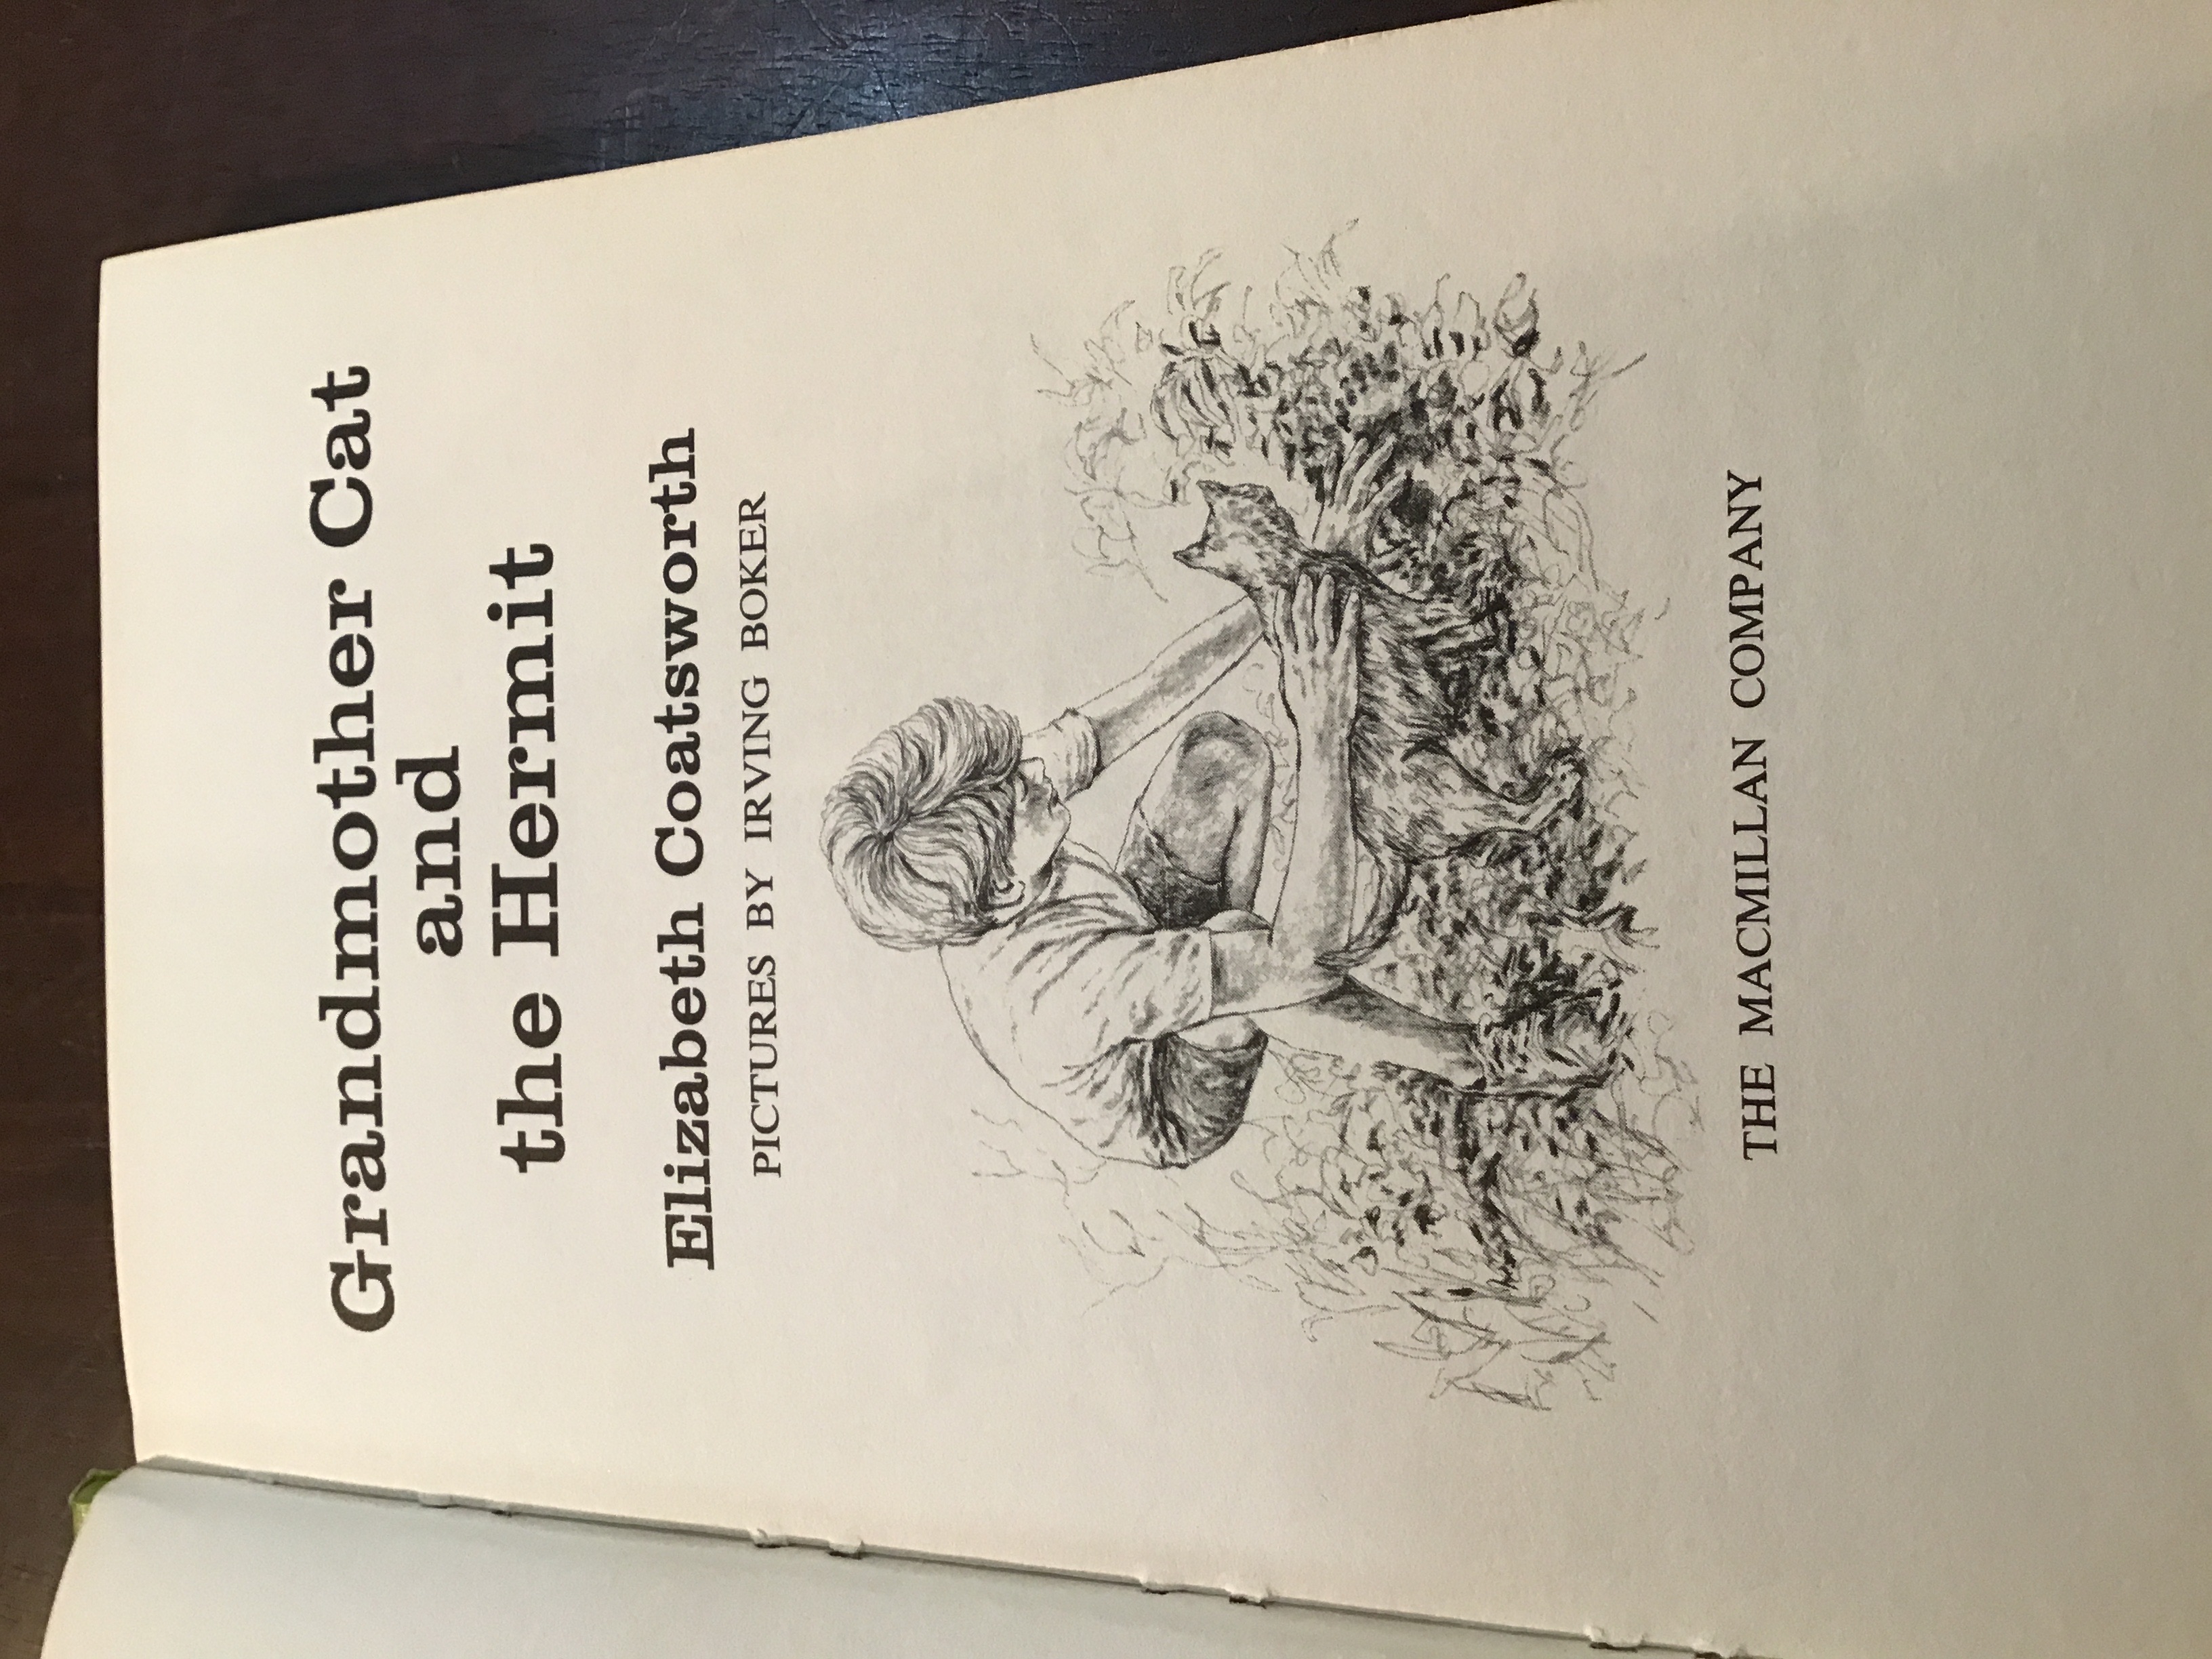 Grandmother Cat
and
the Hermit
Elizabeth Coatsworth
PICTURES BY IRVING BOKER
THE MACMILLAN COMPANY